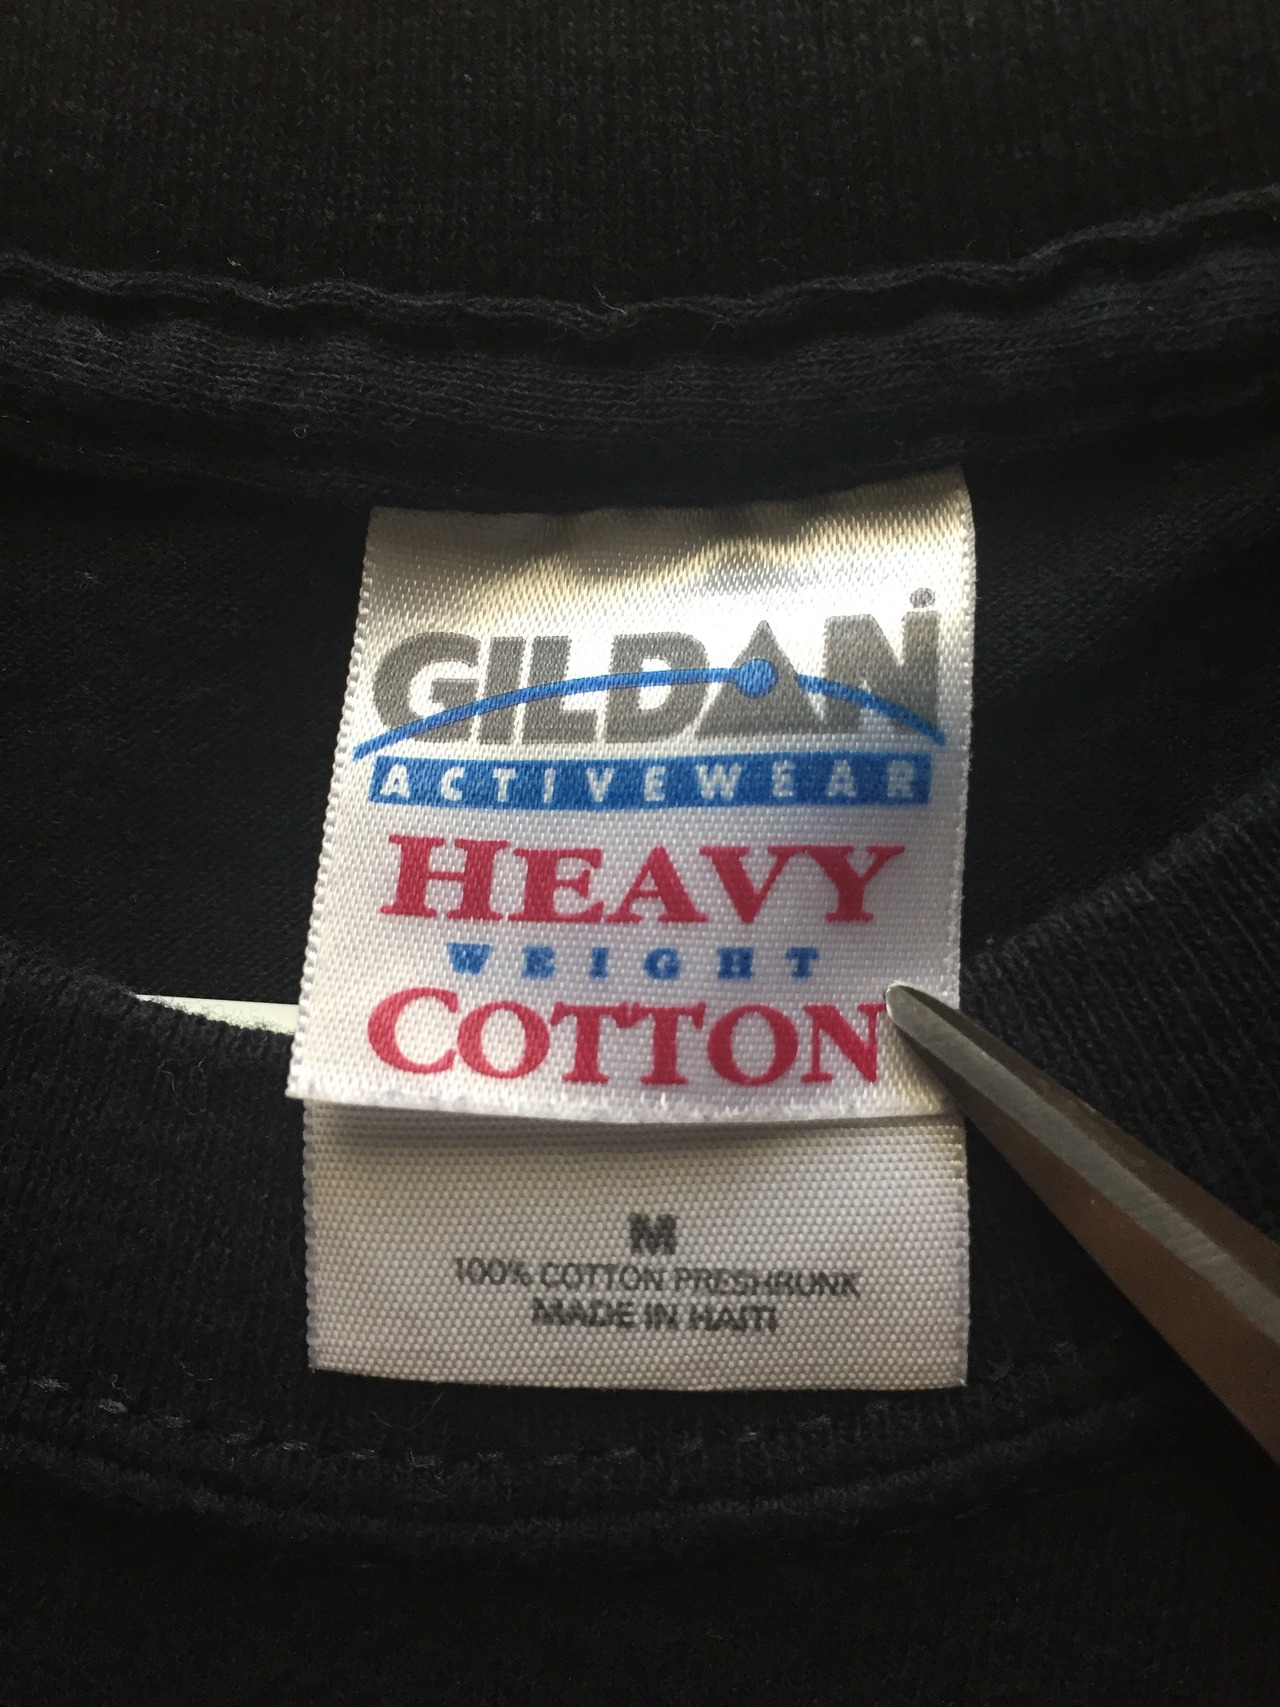 GILDAN
ACTIVEWEAR
HEAVY
WEIGHT
COTTON
M
100% COTTON PRESHRUNK
MADE IN HAITI